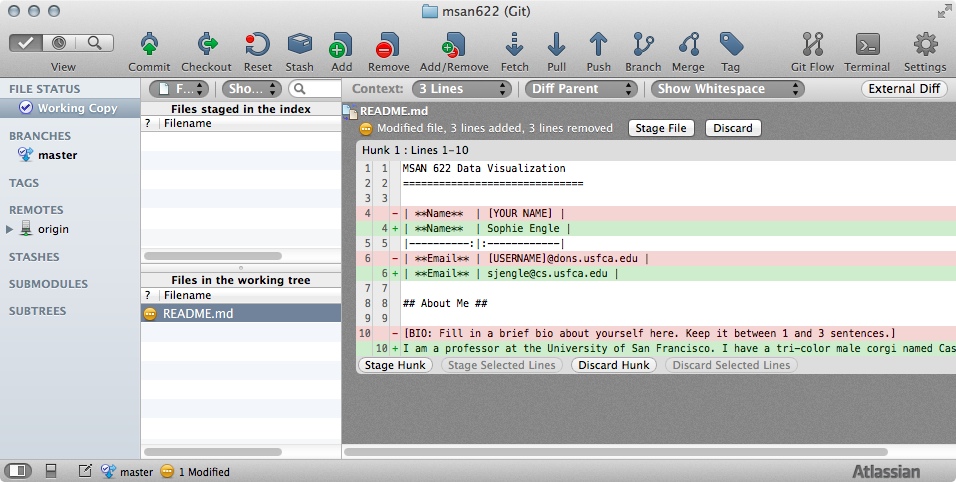 msan622 (Git)
View Commit Checkout Reset Stash Add Remove Add/Remove Fetch Pull Push Branch Merge Tag Git Flow Terminal Settings
FILE STATUS
Working Copy
BRANCHES
master
TAGS
REMOTES
origin
STASHES
SUBMODULES
SUBTREES
F... Sho...
Files staged in the index
? Filename
Files in the working tree
? Filename
README.md
Context: 3 Lines Diff Parent Show Whitespace External Diff
README.md
Modified file, 3 lines added, 3 lines removed Stage File Discard
Hunk 1 : Lines 1-10
1 1 MSAN 622 Data Visualization
2 2 ===============================
3 3
4 - | **Name**  | [YOUR NAME] |
4 + | **Name**  | Sophie Engle |
5 5 |----------:|:-------------|
6 - | **Email** | [USERNAME]@dons.usfca.edu |
6 + | **Email** | sjengle@cs.usfca.edu |
7 7
8 8 ## About Me ##
9 9
10 - [BIO: Fill in a brief bio about yourself here. Keep it between 1 and 3 sentences.]
10 + I am a professor at the University of San Francisco. I have a tri-color male corgi named Cas
Stage Hunk Stage Selected Lines Discard Hunk Discard Selected Lines
master 1 Modified Atlassian